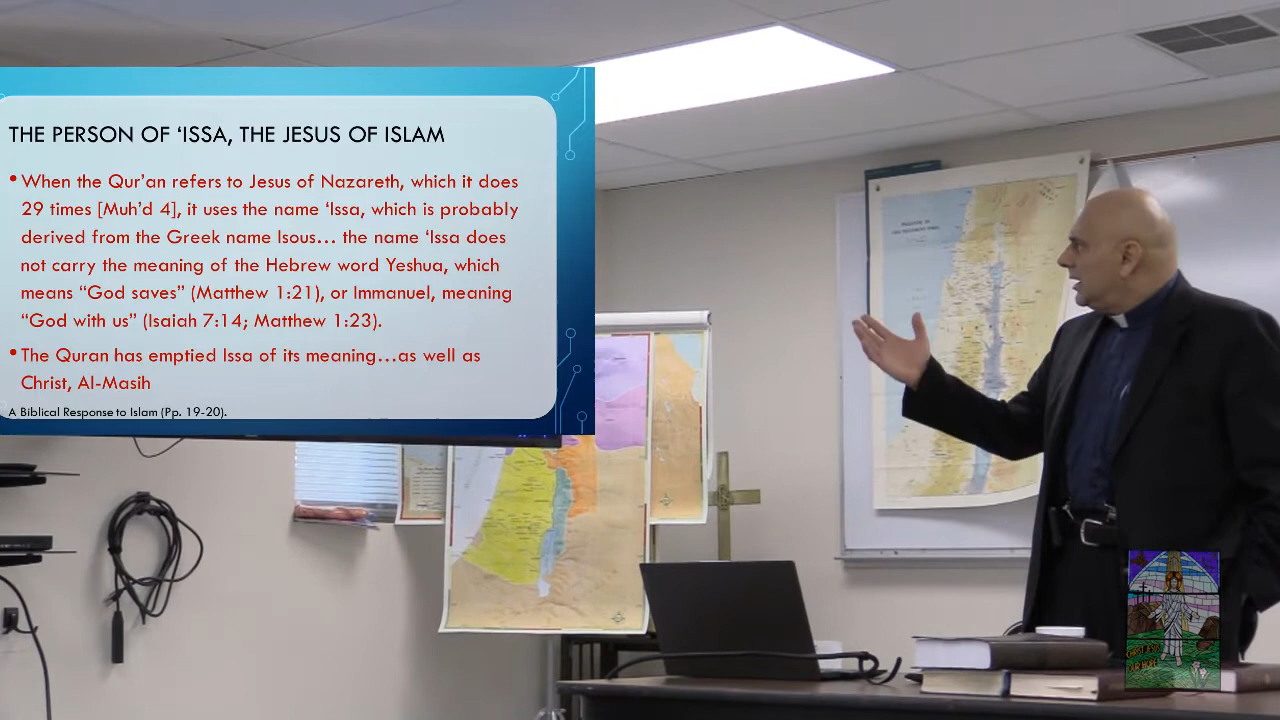 THE PERSON OF ‘ISSA, THE JESUS OF ISLAM
• When the Qur’an refers to Jesus of Nazareth, which it does
29 times [Muh’d 4], it uses the name ‘Issa, which is probably
derived from the Greek name Isous… the name ‘Issa does
not carry the meaning of the Hebrew word Yeshua, which
means “God saves” (Matthew 1:21), or Immanuel, meaning
“God with us” (Isaiah 7:14; Matthew 1:23).
• The Quran has emptied Issa of its meaning…as well as
Christ, Al-Masih
A Biblical Response to Islam (Pp. 19-20).
CHRIST JESUS
OUR HOPE